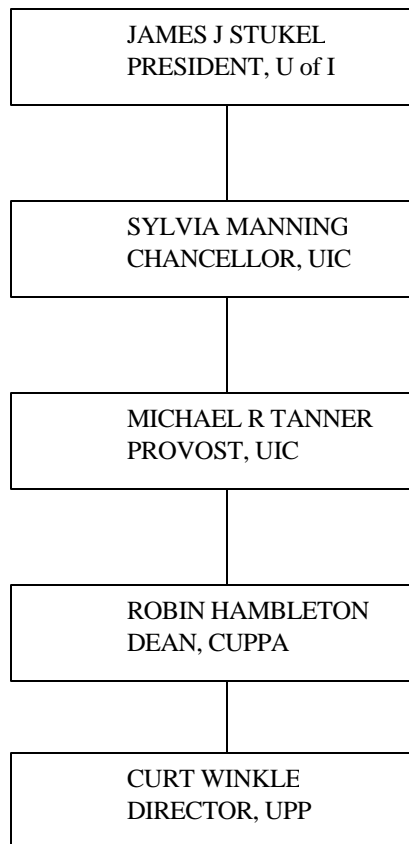 JAMES J STUKEL
PRESIDENT, U of I
SYLVIA MANNING
CHANCELLOR, UIC
MICHAEL R TANNER
PROVOST, UIC
ROBIN HAMBLETON
DEAN, CUPPA
CURT WINKLE
DIRECTOR, UPP